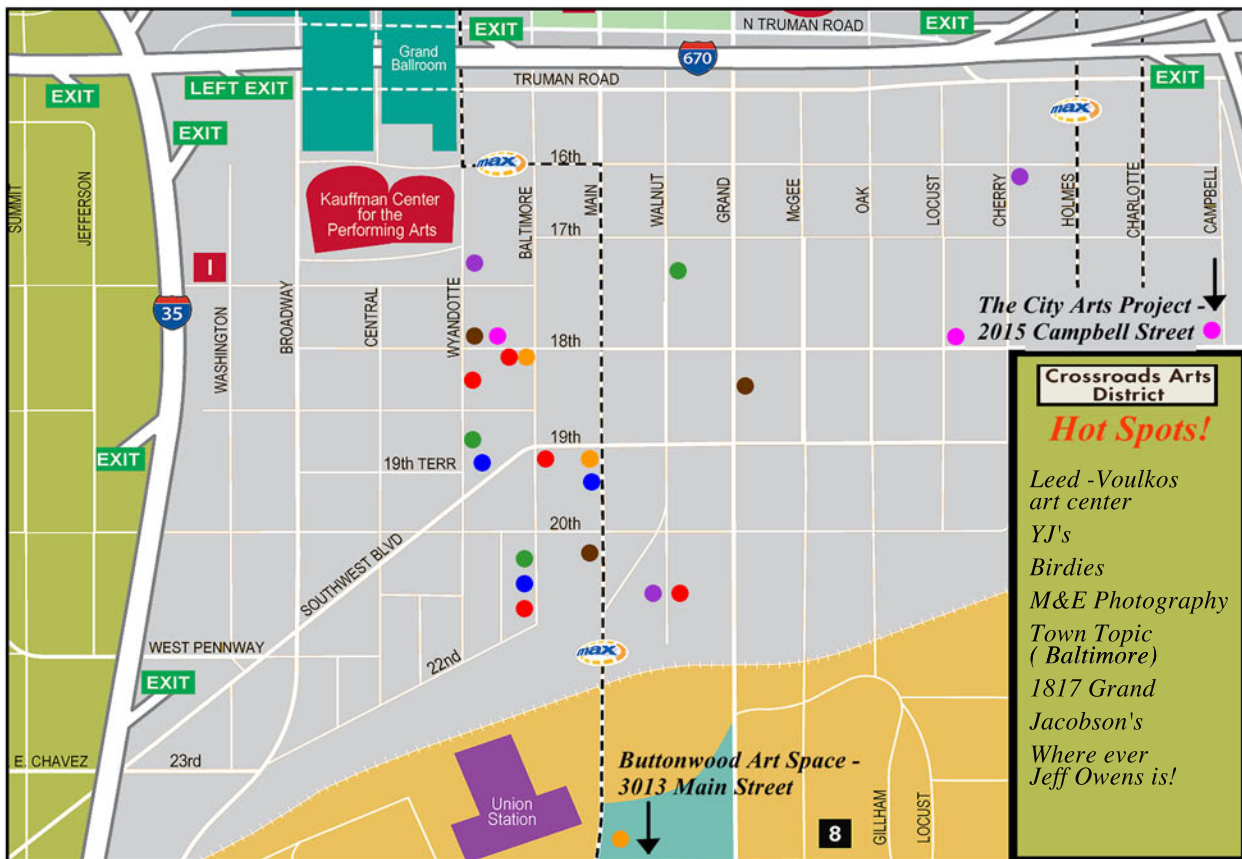 N TRUMAN ROAD
EXIT
EXIT
Grand
Ballroom
670
TRUMAN ROAD
EXIT
EXIT
LEFT EXIT
EXIT
max
max
16th
SUMMIT
JEFFERSON
Kauffman Center
for the
Performing Arts
BALTIMORE
MAIN
WALNUT
GRAND
McGEE
OAK
LOCUST
CHERRY
HOLMES
CHARLOTTE
CAMPBELL
17th
I
35
WASHINGTON
BROADWAY
CENTRAL
WYANDOTTE
The City Arts Project -
2015 Campbell Street
18th
Crossroads Arts
District
Hot Spots!
Leed -Voulkos
art center
YJ's
Birdies
M&E Photography
Town Topic
( Baltimore)
1817 Grand
Jacobson's
Where ever
Jeff Owens is!
19th
EXIT
19th TERR
20th
SOUTHWEST BLVD
WEST PENNWAY
22nd
max
EXIT
E. CHAVEZ
23rd
Buttonwood Art Space -
3013 Main Street
Union
Station
8
GILLHAM
LOCUST